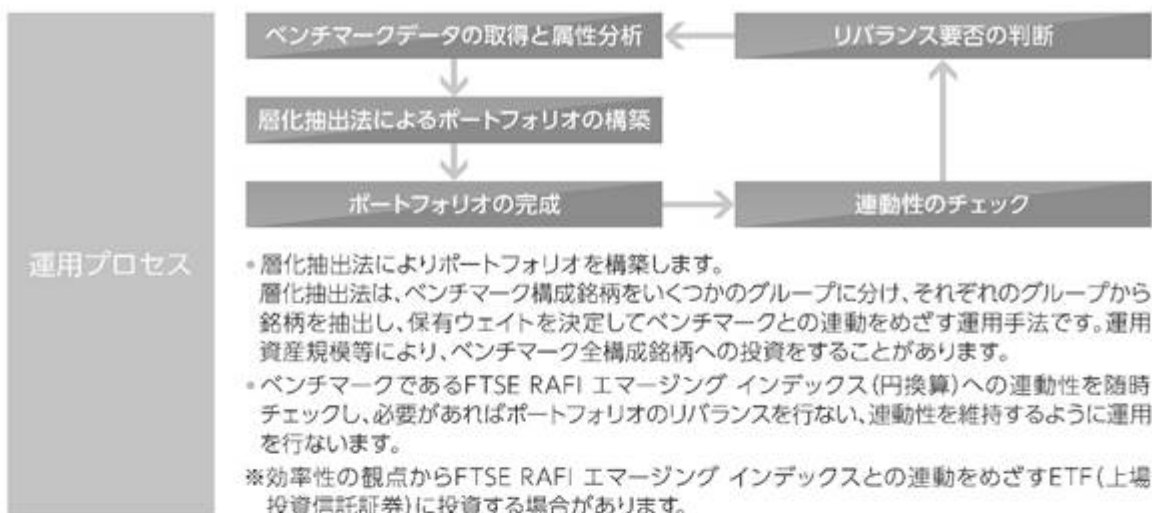 運用プロセス
ベンチマークデータの取得と属性分析
リバランス要否の判断
層化抽出法によるポートフォリオの構築
ポートフォリオの完成
連動性のチェック
•層化抽出法によりポートフォリオを構築します。
層化抽出法は、ベンチマーク構成銘柄をいくつかのグループに分け、それぞれのグループから
銘柄を抽出し、保有ウェイトを決定してベンチマークとの連動をめざす運用手法です。運用
資産規模等により、ベンチマーク全構成銘柄への投資をすることがあります。
•ベンチマークであるFTSE RAFI エマージング インデックス(円換算)への連動性を随時
チェックし、必要があればポートフォリオのリバランスを行ない、連動性を維持するように運用
を行ないます。
※効率性の観点からFTSE RAFI エマージング インデックスとの連動をめざすETF(上場
投資信託証券)に投資する場合があります。